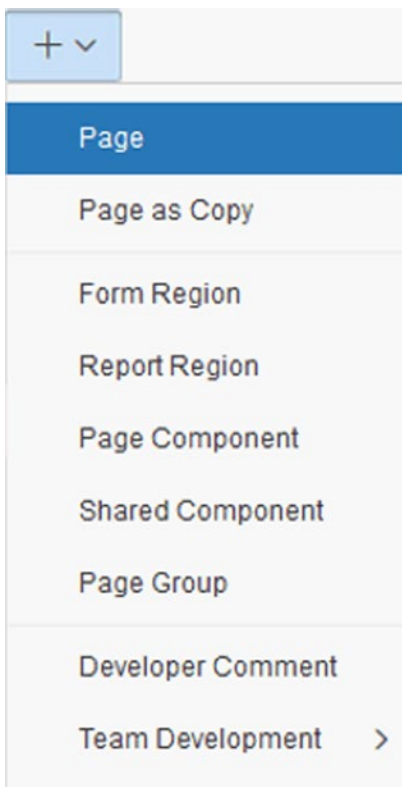 Page
Page as Copy
Form Region
Report Region
Page Component
Shared Component
Page Group
Developer Comment
Team Development